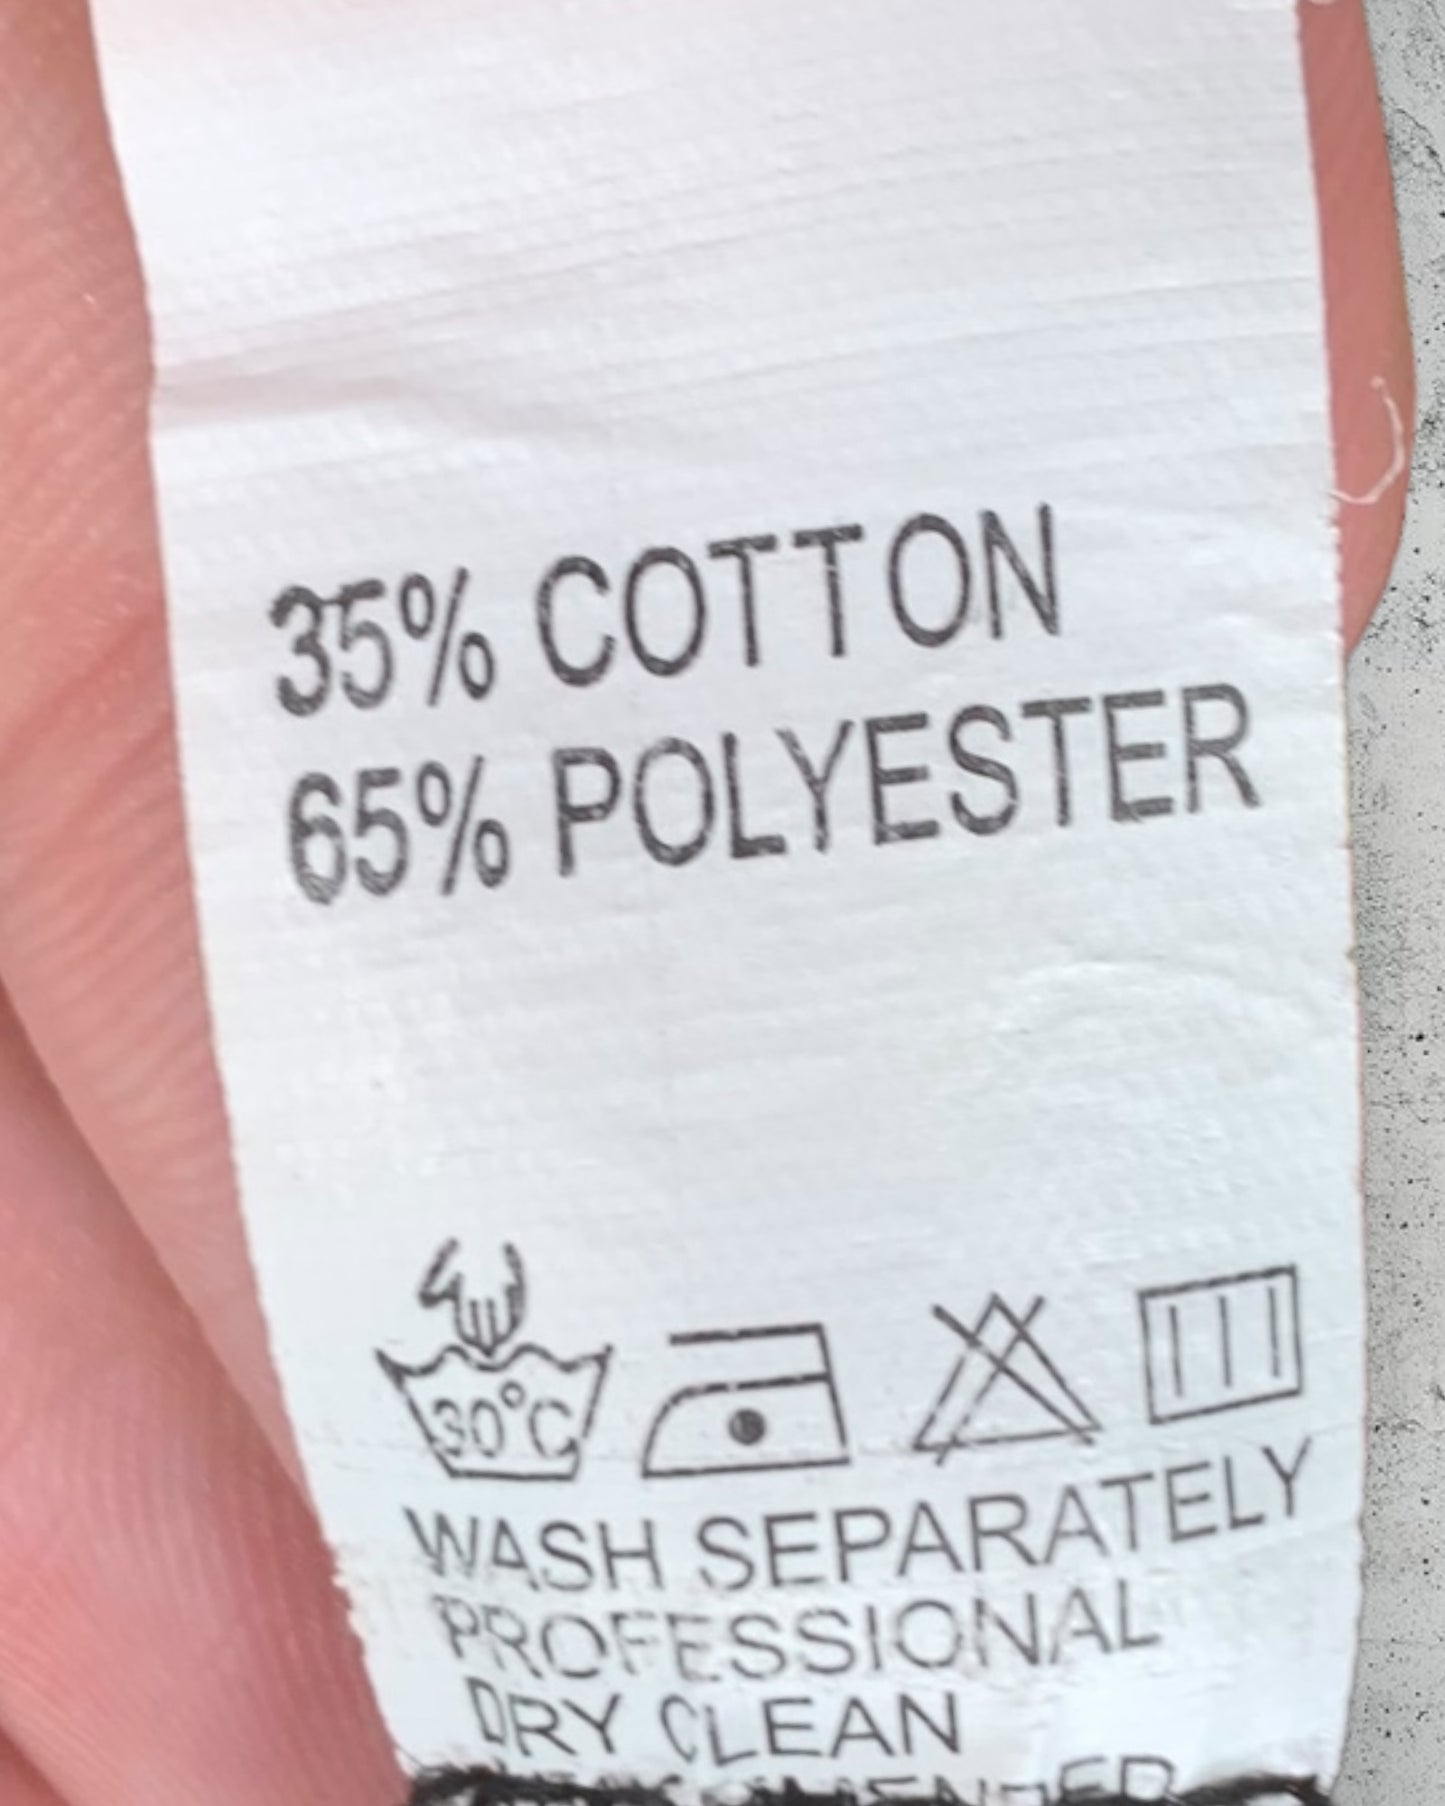 35% COTTON
65% POLYESTER
30°C
WASH SEPARATELY
PROFESSIONAL
DRY CLEAN